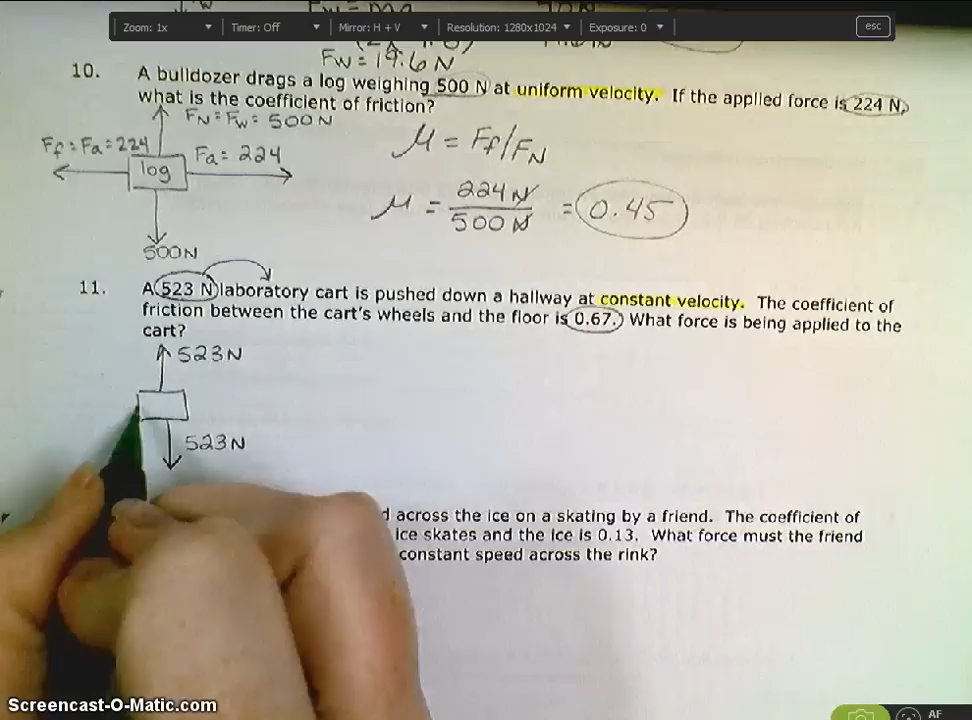 Zoom: 1x Timer: Off Mirror: H + V Resolution: 1280x1024 Exposure: 0 esc
Fw = 19.6 N
10. A bulldozer drags a log weighing 500 N at uniform velocity. If the applied force is 224 N,
what is the coefficient of friction?
FN = Fw = 500N
Ff = Fa = 224
Fa = 224
log
μ = Ff/FN
μ = 224N / 500N = 0.45
500N
11. A 523 N laboratory cart is pushed down a hallway at constant velocity. The coefficient of
friction between the cart's wheels and the floor is 0.67. What force is being applied to the
cart?
523N
523N
across the ice on a skating by a friend. The coefficient of
ice skates and the ice is 0.13. What force must the friend
constant speed across the rink?
Screencast-O-Matic.com
AF